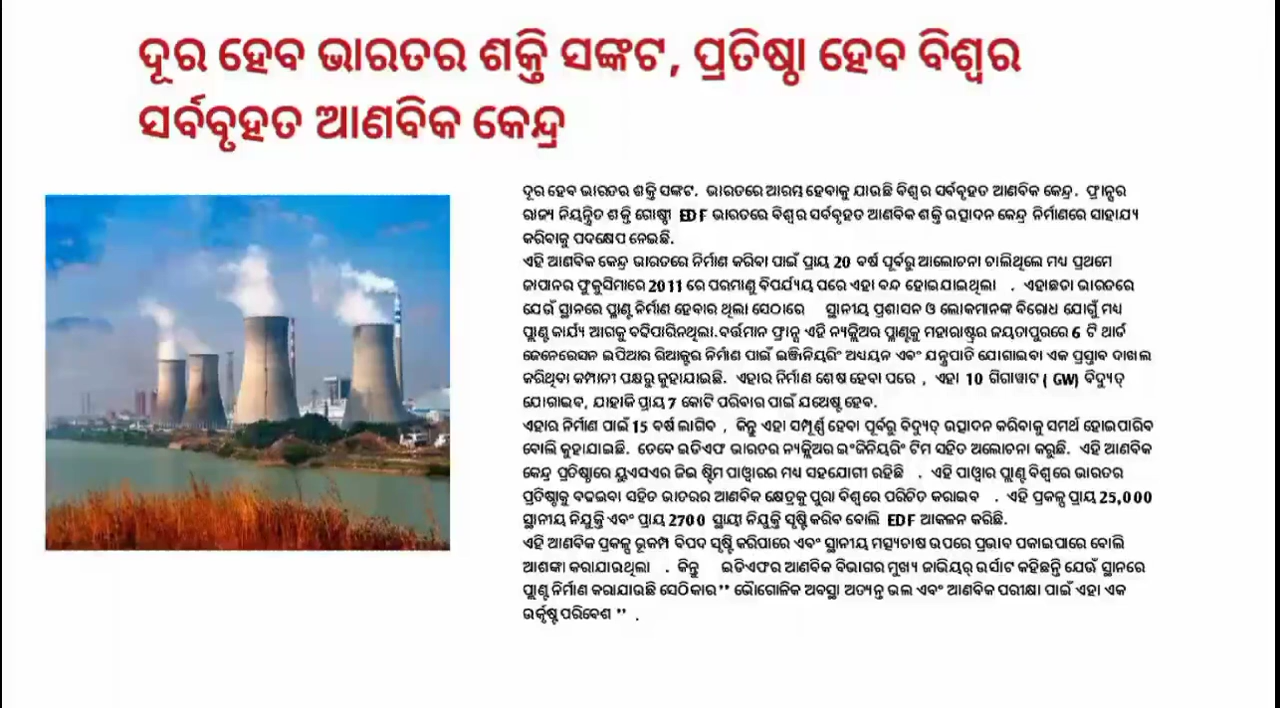 ଦୂର ହେବ ଭାରତର ଶକ୍ତି ସଙ୍କଟ, ପ୍ରତିଷ୍ଠା ହେବ ବିଶ୍ୱର
ସର୍ବବୃହତ ଆଣବିକ କେନ୍ଦ୍ର
ଦୂର ହେବ ଭାରତର ଶକ୍ତି ସଙ୍କଟ. ଭାରତରେ ଆରମ୍ଭ ହେବାକୁ ଯାଉଛି ବିଶ୍ୱର ସର୍ବବୃହତ ଆଣବିକ କେନ୍ଦ୍ର. ଫ୍ରାନ୍ସର
ରାଜ୍ୟ ନିୟନ୍ତ୍ରିତ ଶକ୍ତି ଗୋଷ୍ଠୀ EDF ଭାରତରେ ବିଶ୍ୱର ସର୍ବବୃହତ ଆଣବିକ ଶକ୍ତି ଉତ୍ପାଦନ କେନ୍ଦ୍ର ନିର୍ମାଣରେ ସାହାଯ୍ୟ
କରିବାକୁ ପଦକ୍ଷେପ ନେଇଛି.
ଏହି ଆଣବିକ କେନ୍ଦ୍ର ଭାରତରେ ନିର୍ମାଣ କରିବା ପାଇଁ ପ୍ରାୟ 20 ବର୍ଷ ପୂର୍ବରୁ ଆଲୋଚନା ଚାଲିଥିଲେ ମଧ୍ୟ ପ୍ରଥମେ
ଜାପାନର ଫୁକୁସିମାରେ 2011 ରେ ପରମାଣୁ ବିପର୍ଯ୍ୟୟ ପରେ ଏହା ବନ୍ଦ ହୋଇଯାଇଥିଲା . ଏହାଛଡା ଭାରତରେ
ଯେଉଁ ସ୍ଥାନରେ ପ୍ଲାଣ୍ଟ ନିର୍ମାଣ ହେବାର ଥିଲା ସେଠାରେ ସ୍ଥାନୀୟ ପ୍ରଶାସନ ଓ ଲୋକମାନଙ୍କ ବିରୋଧ ଯୋଗୁଁ ମଧ୍ୟ
ପ୍ଲାଣ୍ଟ କାର୍ଯ୍ୟ ଆଗକୁ ବଢିପାରିନଥିଲା.ବର୍ତ୍ତମାନ ଫ୍ରାନ୍ସ ଏହି ନ୍ୟୁକ୍ଲିଅର ପ୍ଲାଣ୍ଟକୁ ମହାରାଷ୍ଟ୍ରର ଜୟତାପୁରରେ 6 ଟି ଥାର୍ଡ
ଜେନେରେସନ ଇପିଆର ରିଆକ୍ଟର ନିର୍ମାଣ ପାଇଁ ଇଞ୍ଜିନିୟରିଂ ଅଧ୍ୟୟନ ଏବଂ ଯନ୍ତ୍ରପାତି ଯୋଗାଇବା ଏକ ପ୍ରସ୍ତାବ ଦାଖଲ
କରିଥିବା କମ୍ପାନୀ ପକ୍ଷରୁ କୁହାଯାଇଛି. ଏହାର ନିର୍ମାଣ ଶେଷ ହେବା ପରେ , ଏହା 10 ଗିଗାୱାଟ ( GW) ବିଦ୍ୟୁତ୍
ଯୋଗାଇବ, ଯାହାକି ପ୍ରାୟ 7 କୋଟି ପରିବାର ପାଇଁ ଯଥେଷ୍ଟ ହେବ.
ଏହାର ନିର୍ମାଣ ପାଇଁ 15 ବର୍ଷ ଲାଗିବ , କିନ୍ତୁ ଏହା ସମ୍ପୂର୍ଣ୍ଣ ହେବା ପୂର୍ବରୁ ବିଦ୍ୟୁତ୍ ଉତ୍ପାଦନ କରିବାକୁ ସମର୍ଥ ହୋଇପାରିବ
ବୋଲି କୁହାଯାଇଛି. ତେବେ ଇଡିଏଫ ଭାରତର ନ୍ୟୁକ୍ଲିଅର ଇଂଜିନିୟରିଂ ଟିମ ସହିତ ଅଲୋଚନା କରୁଛି. ଏହି ଆଣବିକ
କେନ୍ଦ୍ର ପ୍ରତିଷ୍ଠାରେ ୟୁଏସଏର ଜିଇ ଷ୍ଟିମ ପାୱାରର ମଧ୍ୟ ସହଯୋଗୀ ରହିଛି . ଏହି ପାୱାର ପ୍ଲାଣ୍ଟ ବିଶ୍ୱରେ ଭାରତର
ପ୍ରତିଷ୍ଠାକୁ ବଢାଇବା ସହିତ ଭାରତର ଆଣବିକ କ୍ଷେତ୍ରକୁ ପୁରା ବିଶ୍ୱରେ ପରିଚିତ କରାଇବ . ଏହି ପ୍ରକଳ୍ପ ପ୍ରାୟ 25,000
ସ୍ଥାନୀୟ ନିଯୁକ୍ତି ଏବଂ ପ୍ରାୟ 2700 ସ୍ଥାୟୀ ନିଯୁକ୍ତି ସୃଷ୍ଟି କରିବ ବୋଲି EDF ଆକଳନ କରିଛି.
ଏହି ଆଣବିକ ପ୍ରକଳ୍ପ ଭୂକମ୍ପ ବିପଦ ସୃଷ୍ଟି କରିପାରେ ଏବଂ ସ୍ଥାନୀୟ ମତ୍ସ୍ୟଚାଷ ଉପରେ ପ୍ରଭାବ ପକାଇପାରେ ବୋଲି
ଆଶଙ୍କା କରାଯାଉଥିଲା . କିନ୍ତୁ ଇଡିଏଫର ଆଣବିକ ବିଭାଗର ମୁଖ୍ୟ ଜାଭିୟର୍ ଉର୍ସାଟ କହିଛନ୍ତି ଯେଉଁ ସ୍ଥାନରେ
ପ୍ଲାଣ୍ଟ ନିର୍ମାଣ କରାଯାଉଛି ସେଠିକାର" ଭୌଗୋଳିକ ଅବସ୍ଥା ଅତ୍ୟନ୍ତ ଭଲ ଏବଂ ଆଣବିକ ପରୀକ୍ଷା ପାଇଁ ଏହା ଏକ
ଉର୍କୃଷ୍ଟ ପରିବେଶ " .